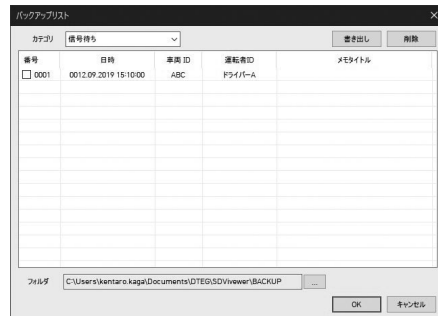 バックアップリスト
カテゴリ 信号待ち 書き出し 削除
番号 日時 車両 ID 運転者ID メモタイトル
0001 0012.09.2019 15:10:00 ABC ドライバーA
フォルダ C:\Users\kentaro.kaga\Documents\DTEG\SDVivewer\BACKUP ...
OK キャンセル